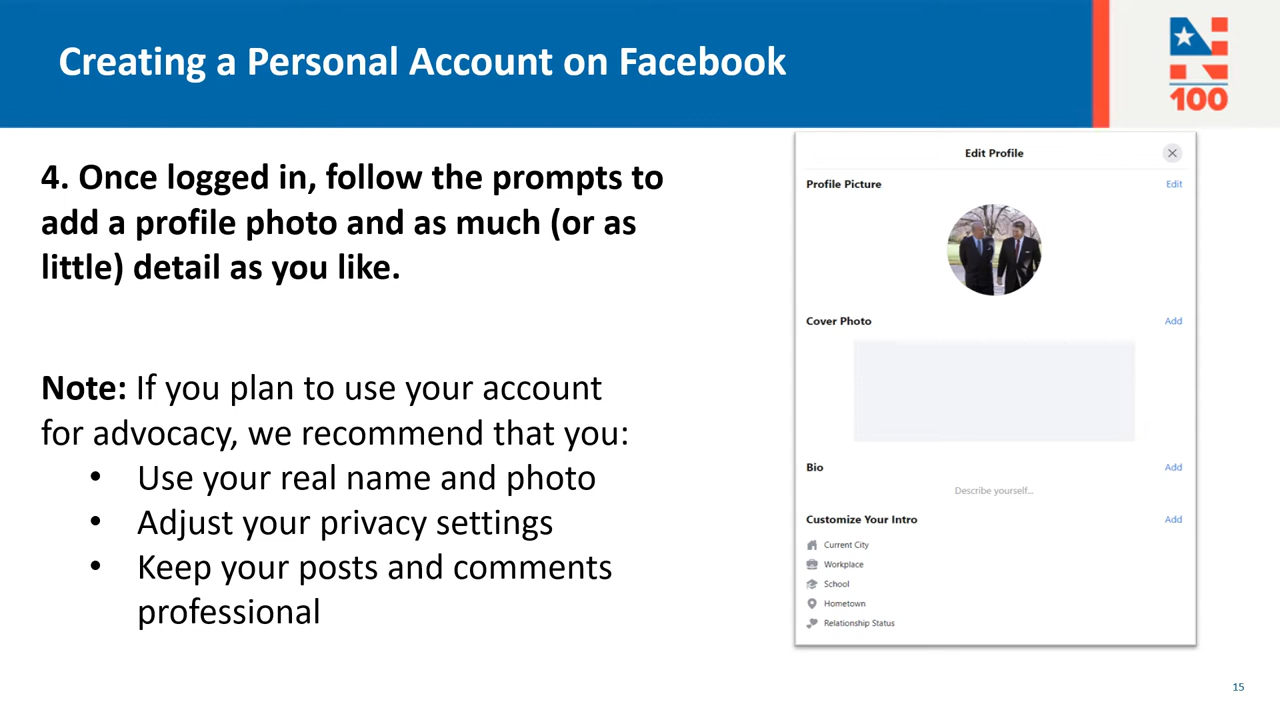 Creating a Personal Account on Facebook
100
4. Once logged in, follow the prompts to
add a profile photo and as much (or as
little) detail as you like.
Note: If you plan to use your account
for advocacy, we recommend that you:
• Use your real name and photo
• Adjust your privacy settings
• Keep your posts and comments
professional
Edit Profile
Profile Picture
Edit
Cover Photo
Add
Bio
Add
Describe yourself...
Customize Your Intro
Add
Current City
Workplace
School
Hometown
Relationship Status
15